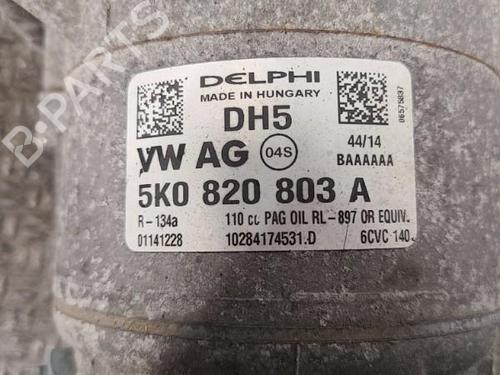 DELPHI
MADE IN HUNGARY
DH5
06575837
VW AG 04S
44/14
BAAAAAA
5K0 820 803 A
R-134a 110 cc PAG OIL RL-897 OR EQUIV.
01141228 10284174531.D 6CVC 140
B-Parts